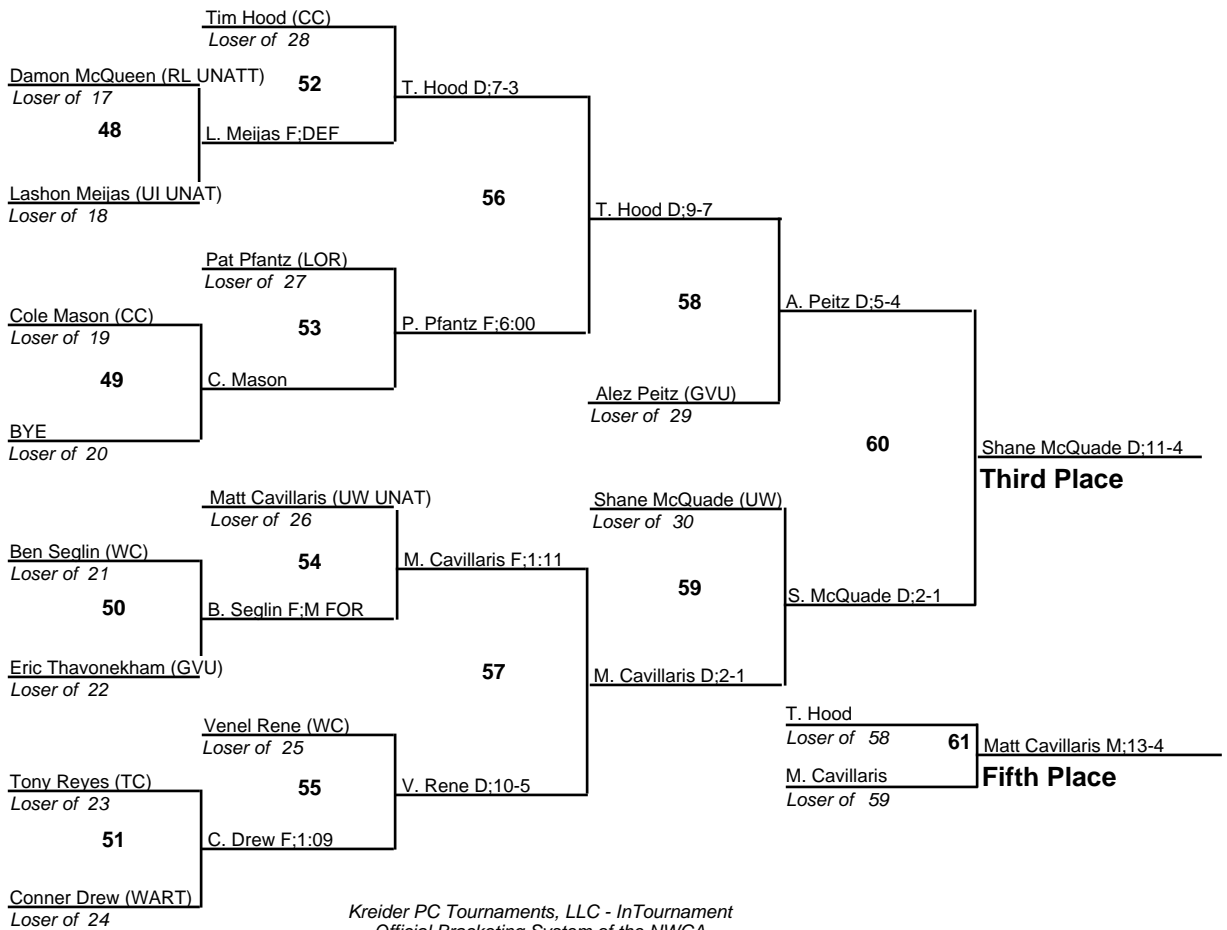 Tim Hood (CC)
Loser of 28
Damon McQueen (RL UNATT)
Loser of 17
52
T. Hood D;7-3
48
L. Meijas F;DEF
Lashon Meijas (UI UNAT)
Loser of 18
56
T. Hood D;9-7
Pat Pfantz (LOR)
Loser of 27
Cole Mason (CC)
Loser of 19
53
P. Pfantz F;6:00
58
A. Peitz D;5-4
49
C. Mason
Alez Peitz (GVU)
Loser of 29
BYE
Loser of 20
60
Shane McQuade D;11-4
Third Place
Matt Cavillaris (UW UNAT)
Loser of 26
Shane McQuade (UW)
Loser of 30
Ben Seglin (WC)
Loser of 21
54
M. Cavillaris F;1:11
50
B. Seglin F;M FOR
59
S. McQuade D;2-1
Eric Thavonekham (GVU)
Loser of 22
57
M. Cavillaris D;2-1
Venel Rene (WC)
Loser of 25
T. Hood
Loser of 58
61
Matt Cavillaris M;13-4
Fifth Place
M. Cavillaris
Loser of 59
Tony Reyes (TC)
Loser of 23
55
V. Rene D;10-5
51
C. Drew F;1:09
Conner Drew (WART)
Loser of 24
Kreider PC Tournaments, LLC - InTournament
Official Bracketing System of the NWCA